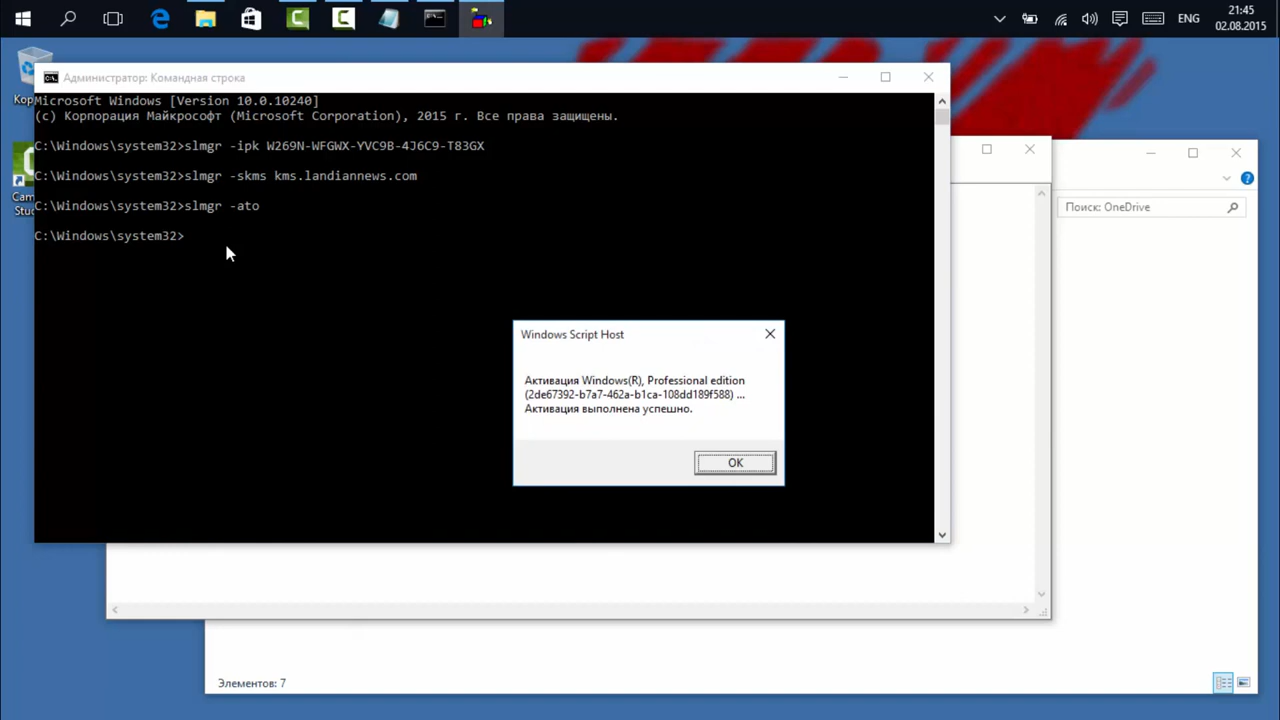 ENG
21:45
02.08.2015
Администратор: Командная строка
Microsoft Windows [Version 10.0.10240]
(c) Корпорация Майкрософт (Microsoft Corporation), 2015 г. Все права защищены.
C:\Windows\system32>slmgr -ipk W269N-WFGWX-YVC9B-4J6C9-T83GX
C:\Windows\system32>slmgr -skms kms.landiannews.com
C:\Windows\system32>slmgr -ato
C:\Windows\system32>
Поиск: OneDrive
Windows Script Host
Активация Windows(R), Professional edition
(2de67392-b7a7-462a-b1ca-108dd189f588) ...
Активация выполнена успешно.
OK
Элементов: 7